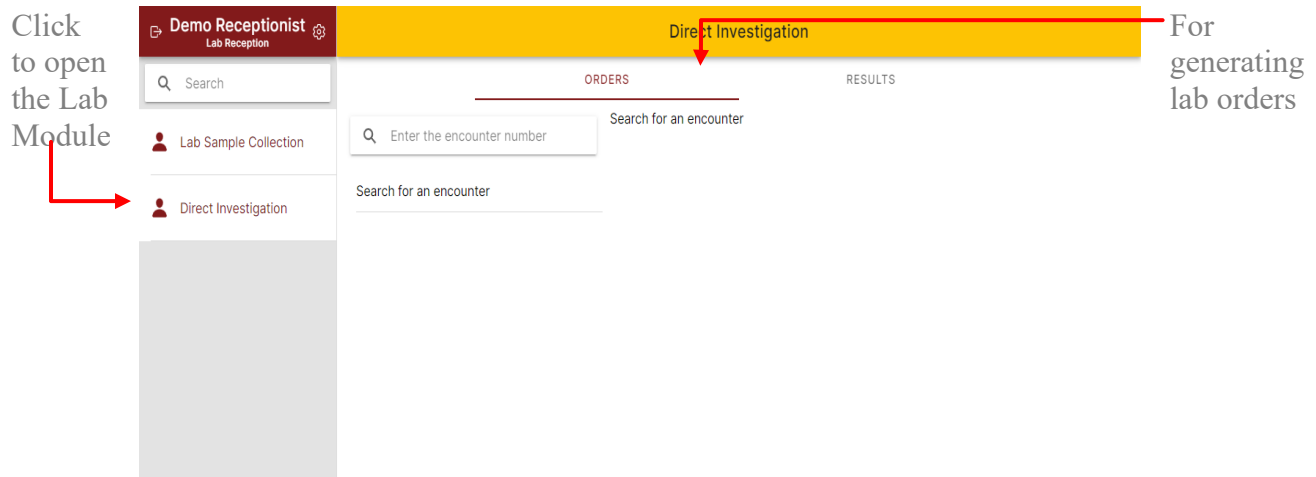 Click
to open
the Lab
Module
Demo Receptionist
Lab Reception
Search
Lab Sample Collection
Direct Investigation
Direct Investigation
ORDERS
RESULTS
Enter the encounter number
Search for an encounter
Search for an encounter
For
generating
lab orders